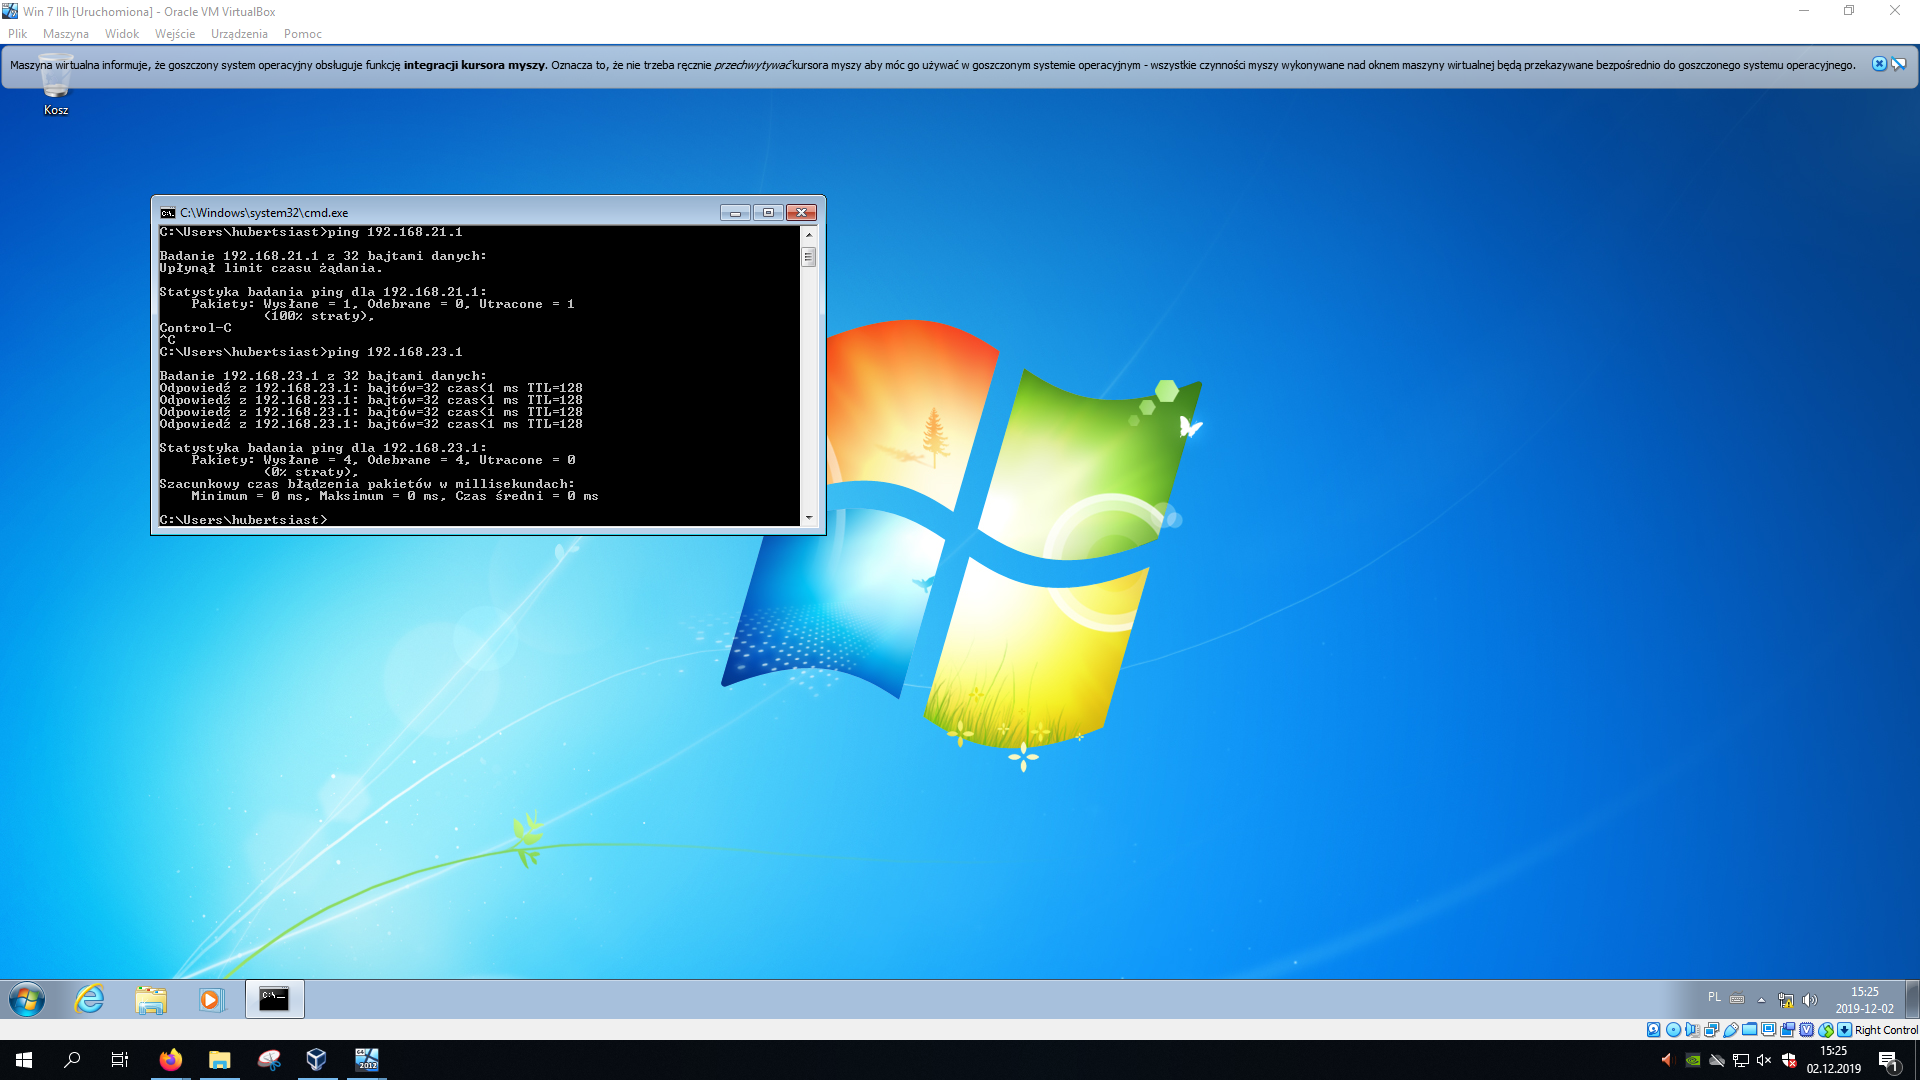 Win 7 IIh [Uruchomiona] - Oracle VM VirtualBox
Plik Maszyna Widok Wejście Urządzenia Pomoc
Maszyna wirtualna informuje, że goszczony system operacyjny obsługuje funkcję integracji kursora myszy. Oznacza to, że nie trzeba ręcznie przechwytywać kursora myszy aby móc go używać w goszczonym systemie operacyjnym - wszystkie czynności myszy wykonywane nad oknem maszyny wirtualnej będą przekazywane bezpośrednio do goszczonego systemu operacyjnego.
Kosz
C:\Windows\system32\cmd.exe
C:\Users\hubertsiast>ping 192.168.21.1
Badanie 192.168.21.1 z 32 bajtami danych:
Upłynął limit czasu żądania.
Statystyka badania ping dla 192.168.21.1:
Pakiety: Wysłane = 1, Odebrane = 0, Utracone = 1
(100% straty),
Control-C
^C
C:\Users\hubertsiast>ping 192.168.23.1
Badanie 192.168.23.1 z 32 bajtami danych:
Odpowiedź z 192.168.23.1: bajtów=32 czas<1 ms TTL=128
Odpowiedź z 192.168.23.1: bajtów=32 czas<1 ms TTL=128
Odpowiedź z 192.168.23.1: bajtów=32 czas<1 ms TTL=128
Odpowiedź z 192.168.23.1: bajtów=32 czas<1 ms TTL=128
Statystyka badania ping dla 192.168.23.1:
Pakiety: Wysłane = 4, Odebrane = 4, Utracone = 0
(0% straty),
Szacunkowy czas błądzenia pakietów w millisekundach:
Minimum = 0 ms, Maksimum = 0 ms, Czas średni = 0 ms
C:\Users\hubertsiast>
C:\_
PL
15:25
2019-12-02
Right Control
2012
15:25
02.12.2019
1